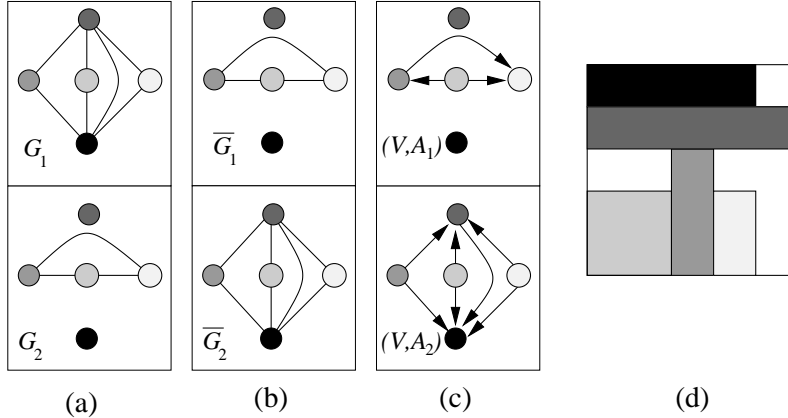 G₁
G̅₁
(V,A₁)
G₂
G̅₂
(V,A₂)
(a)
(b)
(c)
(d)